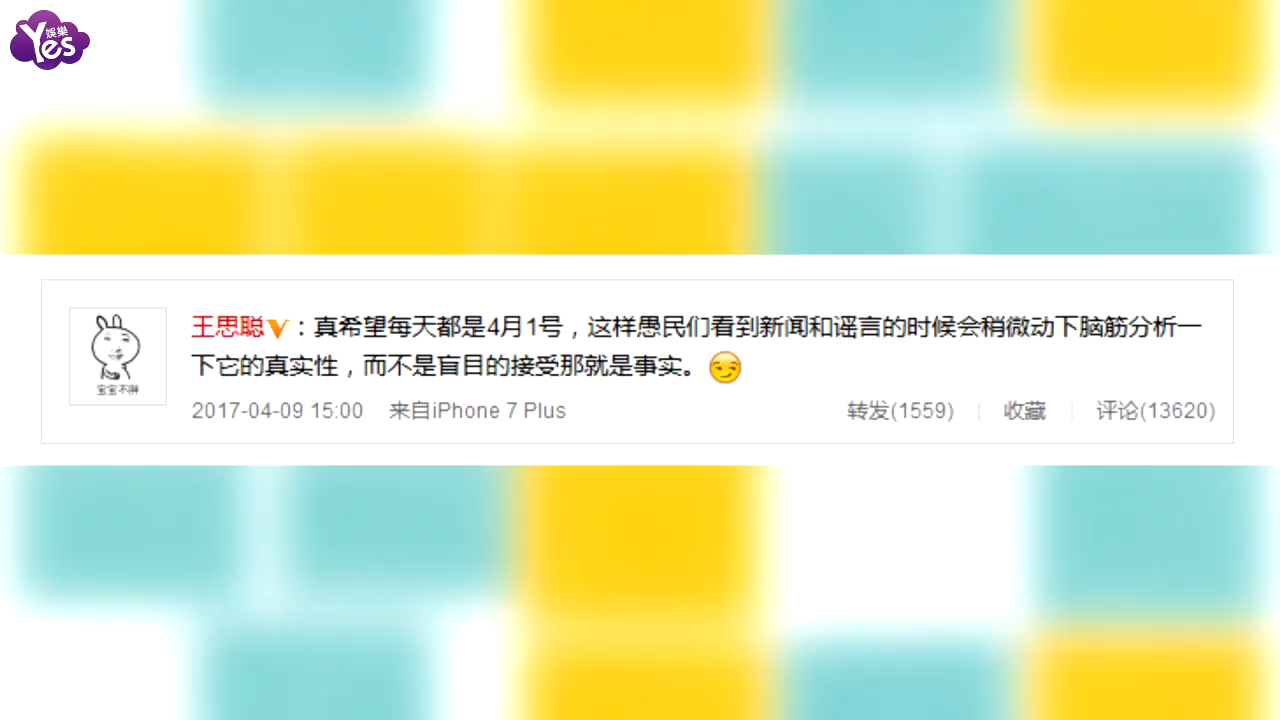 Yes娛樂
王思聪：真希望每天都是4月1号，这样愚民们看到新闻和谣言的时候会稍微动下脑筋分析一
下它的真实性，而不是盲目的接受那就是事实。
宝宝不胖
2017-04-09 15:00 来自iPhone 7 Plus 转发(1559) 收藏 评论(13620)